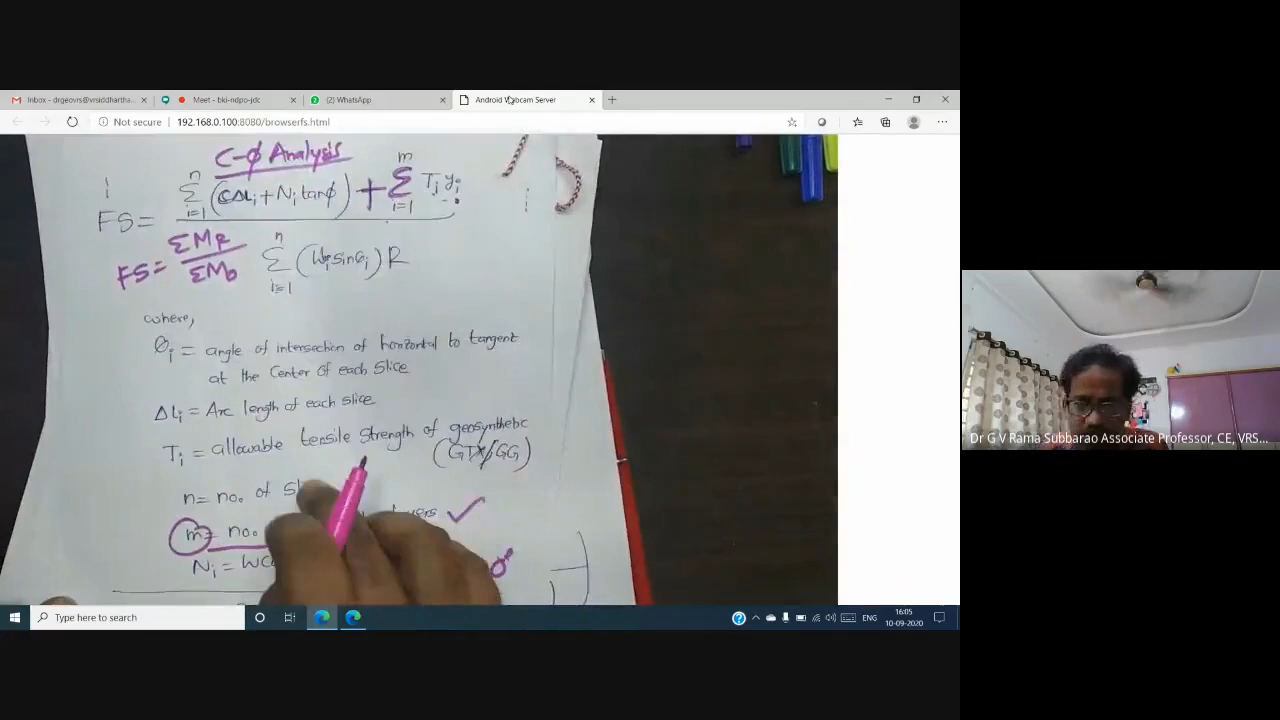 Inbox - drgeovrs@vrsiddhartha...
Meet - bki-ndpo-jdc
(2) WhatsApp
Android Webcam Server
Not secure
192.168.0.100:8080/browserfs.html
C-φ Analysis
FS = Σ i=1 n (CΔLi + Ni tanφ) + Σ i=1 m Ti yi
Σ i=1 n (Wi sinθi) R
FS = ΣMR / ΣMD
where,
θi = angle of intersection of horizontal to tangent
at the center of each slice
ΔLi = Arc length of each slice
Ti = allowable tensile strength of geosynthetic
(GTX/GG)
n = no. of
m = no.
Ni =
Dr G V Rama Subbarao Associate Professor, CE, VRS...
Type here to search
ENG
16:05
10-09-2020